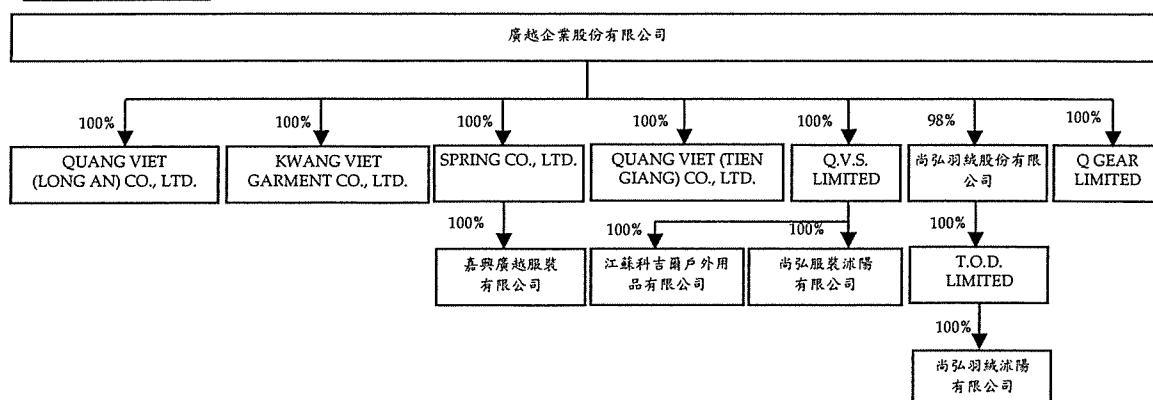 廣越企業股份有限公司
100%
100%
100%
100%
100%
98%
100%
QUANG VIET
(LONG AN) CO., LTD.
KWANG VIET
GARMENT CO., LTD.
SPRING CO., LTD.
QUANG VIET (TIEN
GIANG) CO., LTD.
Q.V.S.
LIMITED
尚弘羽絨股份有限
公司
Q GEAR
LIMITED
100%
100%
100%
100%
嘉興廣越服裝
有限公司
江蘇科吉爾戶外用
品有限公司
尚弘服裝沭陽
有限公司
T.O.D.
LIMITED
100%
尚弘羽絨沭陽
有限公司